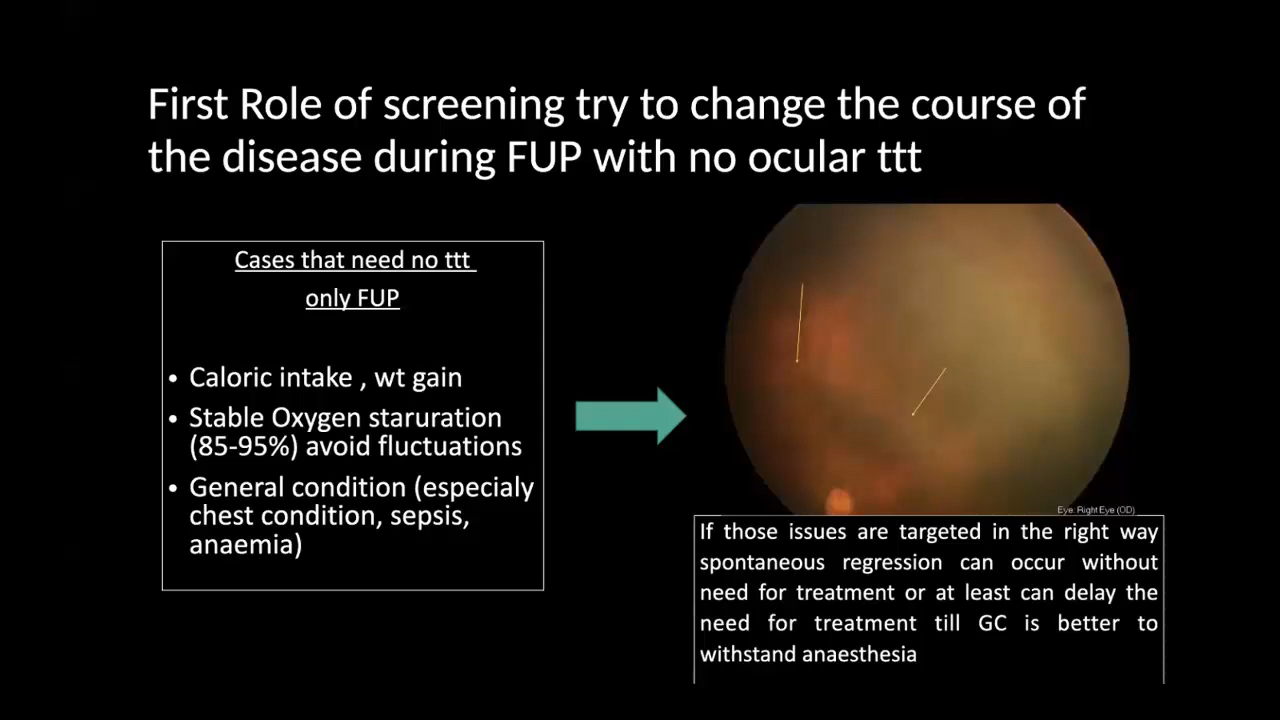 First Role of screening try to change the course of
the disease during FUP with no ocular ttt
Cases that need no ttt
only FUP
• Caloric intake , wt gain
• Stable Oxygen staruration
(85-95%) avoid fluctuations
• General condition (especialy
chest condition, sepsis,
anaemia)
Eye: Right Eye (OD)
If those issues are targeted in the right way
spontaneous regression can occur without
need for treatment or at least can delay the
need for treatment till GC is better to
withstand anaesthesia